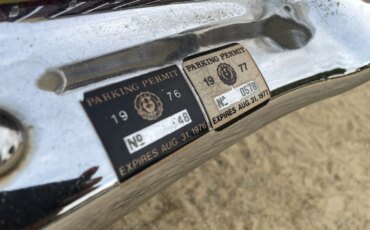 PARKING PERMIT
19 76
No 48
EXPIRES AUG. 31, 1976
PARKING PERMIT
19 77
No 0578
EXPIRES AUG. 31, 1977